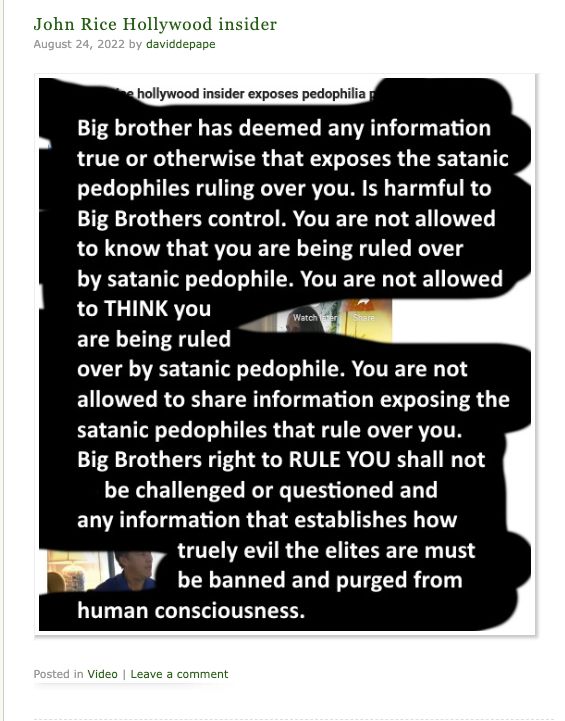 John Rice Hollywood insider
August 24, 2022 by daviddepape
hollywood insider exposes pedophilia
Big brother has deemed any information
true or otherwise that exposes the satanic
pedophiles ruling over you. Is harmful to
Big Brothers control. You are not allowed
to know that you are being ruled over
by satanic pedophile. You are not allowed
to THINK you
Watch later Share
are being ruled
over by satanic pedophile. You are not
allowed to share information exposing the
satanic pedophiles that rule over you.
Big Brothers right to RULE YOU shall not
be challenged or questioned and
any information that establishes how
truely evil the elites are must
be banned and purged from
human consciousness.
Posted in Video | Leave a comment